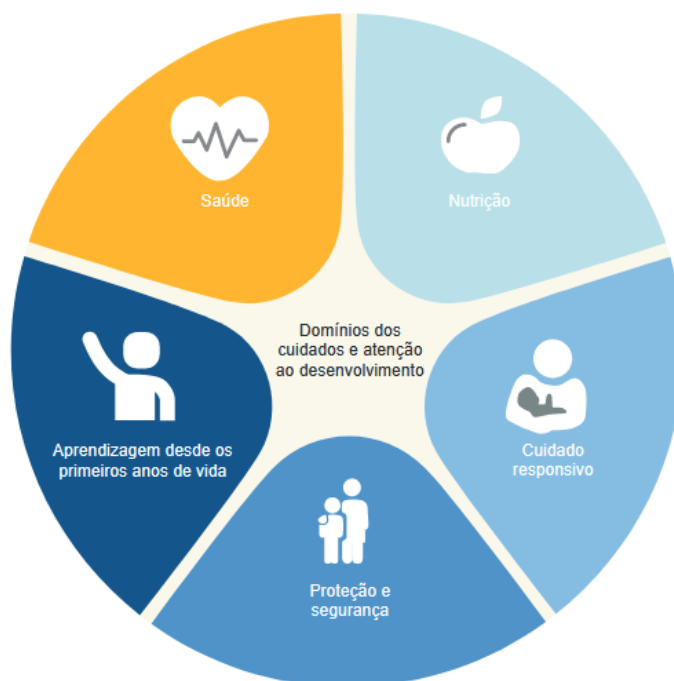 Saúde
Nutrição
Domínios dos
cuidados e atenção
ao desenvolvimento
Aprendizagem desde os
primeiros anos de vida
Cuidado
responsivo
Proteção e
segurança